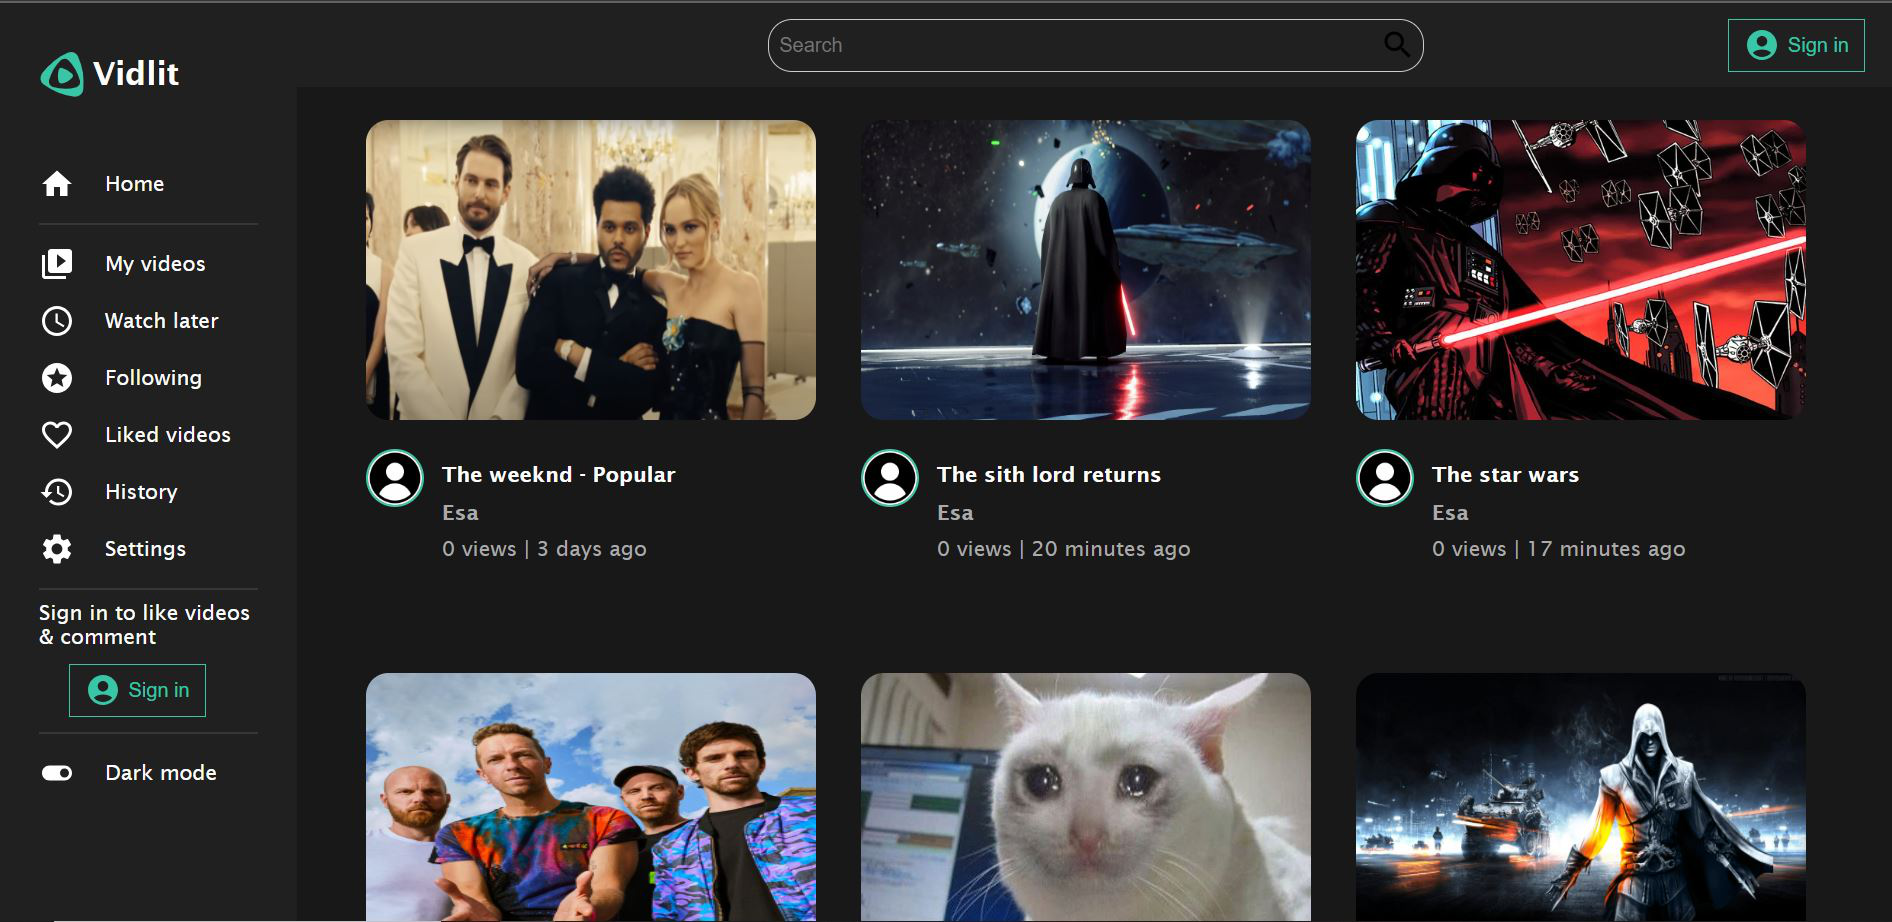 Vidlit
Search
Sign in
Home
My videos
Watch later
Following
Liked videos
History
Settings
Sign in to like videos
& comment
Sign in
Dark mode
The weeknd - Popular
Esa
0 views | 3 days ago
The sith lord returns
Esa
0 views | 20 minutes ago
The star wars
Esa
0 views | 17 minutes ago